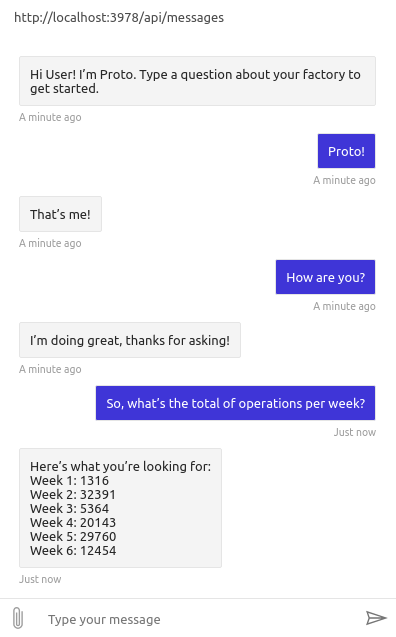 http://localhost:3978/api/messages
Hi User! I’m Proto. Type a question about your factory to
get started.
A minute ago
Proto!
A minute ago
That’s me!
A minute ago
How are you?
A minute ago
I’m doing great, thanks for asking!
A minute ago
So, what’s the total of operations per week?
Just now
Here’s what you’re looking for:
Week 1: 1316
Week 2: 32391
Week 3: 5364
Week 4: 20143
Week 5: 29760
Week 6: 12454
Just now
Type your message